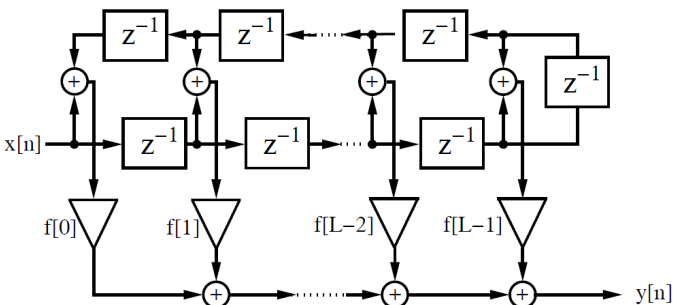 z⁻¹ z⁻¹ z⁻¹
+ + + + z⁻¹
x[n] z⁻¹ z⁻¹ z⁻¹
f[0] f[1] f[L−2] f[L−1]
+ + + y[n]